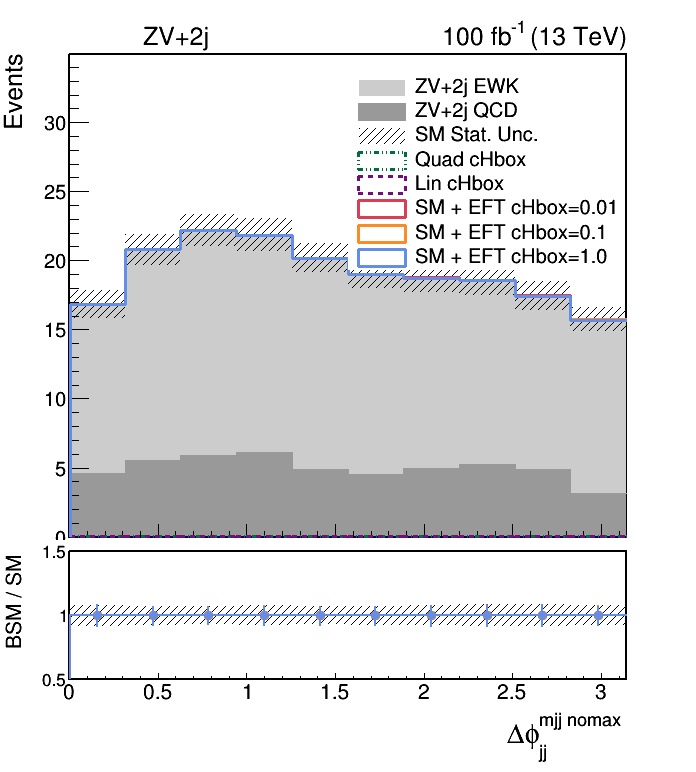 ZV+2j 100 fb⁻¹ (13 TeV)
Events
ZV+2j EWK
ZV+2j QCD
SM Stat. Unc.
Quad cHbox
Lin cHbox
SM + EFT cHbox=0.01
SM + EFT cHbox=0.1
SM + EFT cHbox=1.0
30
25
20
15
10
5
0
BSM / SM
1.5
1
0.5
0 0.5 1 1.5 2 2.5 3
Δϕ_jj^mjj nomax